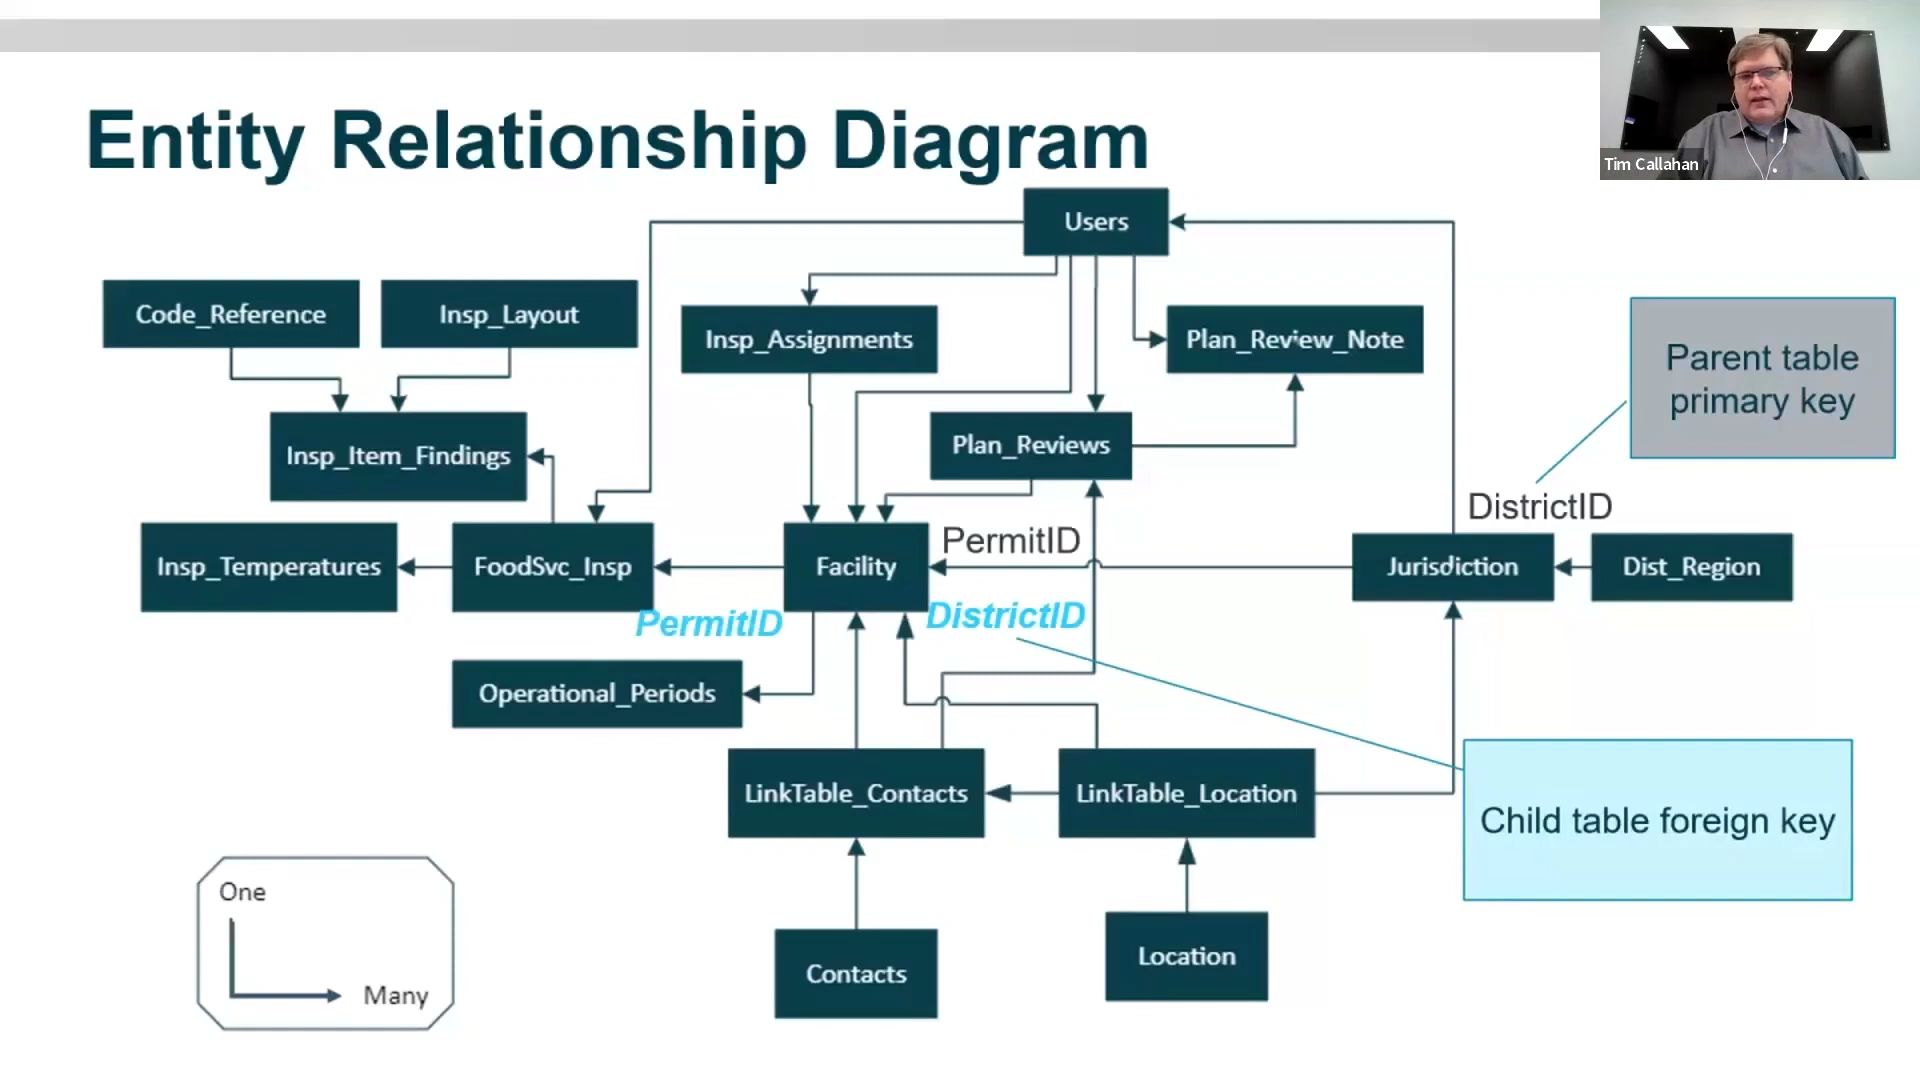 Entity Relationship Diagram
Tim Callahan
Users
Code_Reference
Insp_Layout
Insp_Assignments
Plan_Review_Note
Parent table
primary key
Insp_Item_Findings
Plan_Reviews
DistrictID
PermitID
Insp_Temperatures
FoodSvc_Insp
Facility
Jurisdiction
Dist_Region
PermitID
DistrictID
Operational_Periods
LinkTable_Contacts
LinkTable_Location
Child table foreign key
One
Many
Contacts
Location